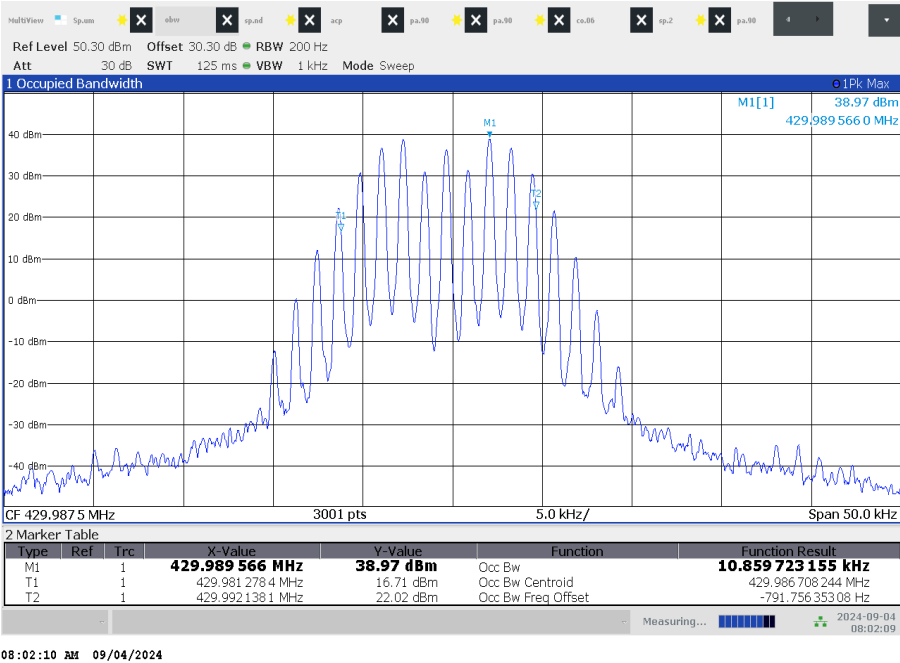 MultiView Sp.um obw sp.nd acp pa.90 pa.90 co.06 sp.2 pa.90
Ref Level 50.30 dBm Offset 30.30 dB RBW 200 Hz
Att 30 dB SWT 125 ms VBW 1 kHz Mode Sweep
1 Occupied Bandwidth 1Pk Max
M1[1] 38.97 dBm
429.989 566 0 MHz
M1
40 dBm
30 dBm
T2
20 dBm
T1
10 dBm
0 dBm
-10 dBm
-20 dBm
-30 dBm
-40 dBm
CF 429.987 5 MHz 3001 pts 5.0 kHz/ Span 50.0 kHz
2 Marker Table
Type Ref Trc X-Value Y-Value Function Function Result
M1 1 429.989 566 MHz 38.97 dBm Occ Bw 10.859 723 155 kHz
T1 1 429.981 278 4 MHz 16.71 dBm Occ Bw Centroid 429.986 708 244 MHz
T2 1 429.992 138 1 MHz 22.02 dBm Occ Bw Freq Offset -791.756 353 08 Hz
Measuring... 2024-09-04
08:02:09
08:02:10 AM 09/04/2024